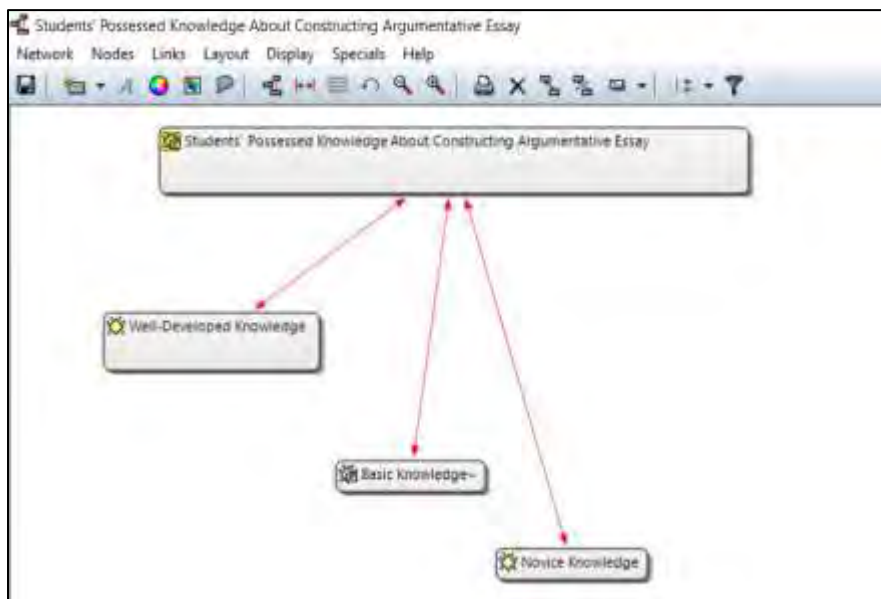 Students' Possessed Knowledge About Constructing Argumentative Essay
Network Nodes Links Layout Display Specials Help
Students' Possessed Knowledge About Constructing Argumentative Essay
Well-Developed Knowledge
Basic Knowledge~
Novice Knowledge